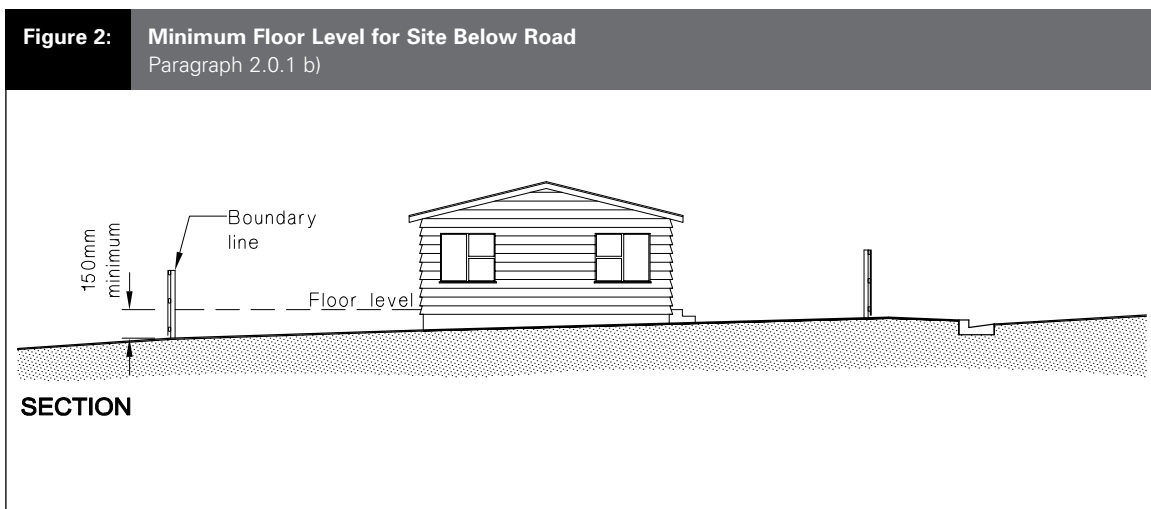 Figure 2:
Minimum Floor Level for Site Below Road
Paragraph 2.0.1 b)
150mm
minimum
Boundary
line
Floor level
SECTION